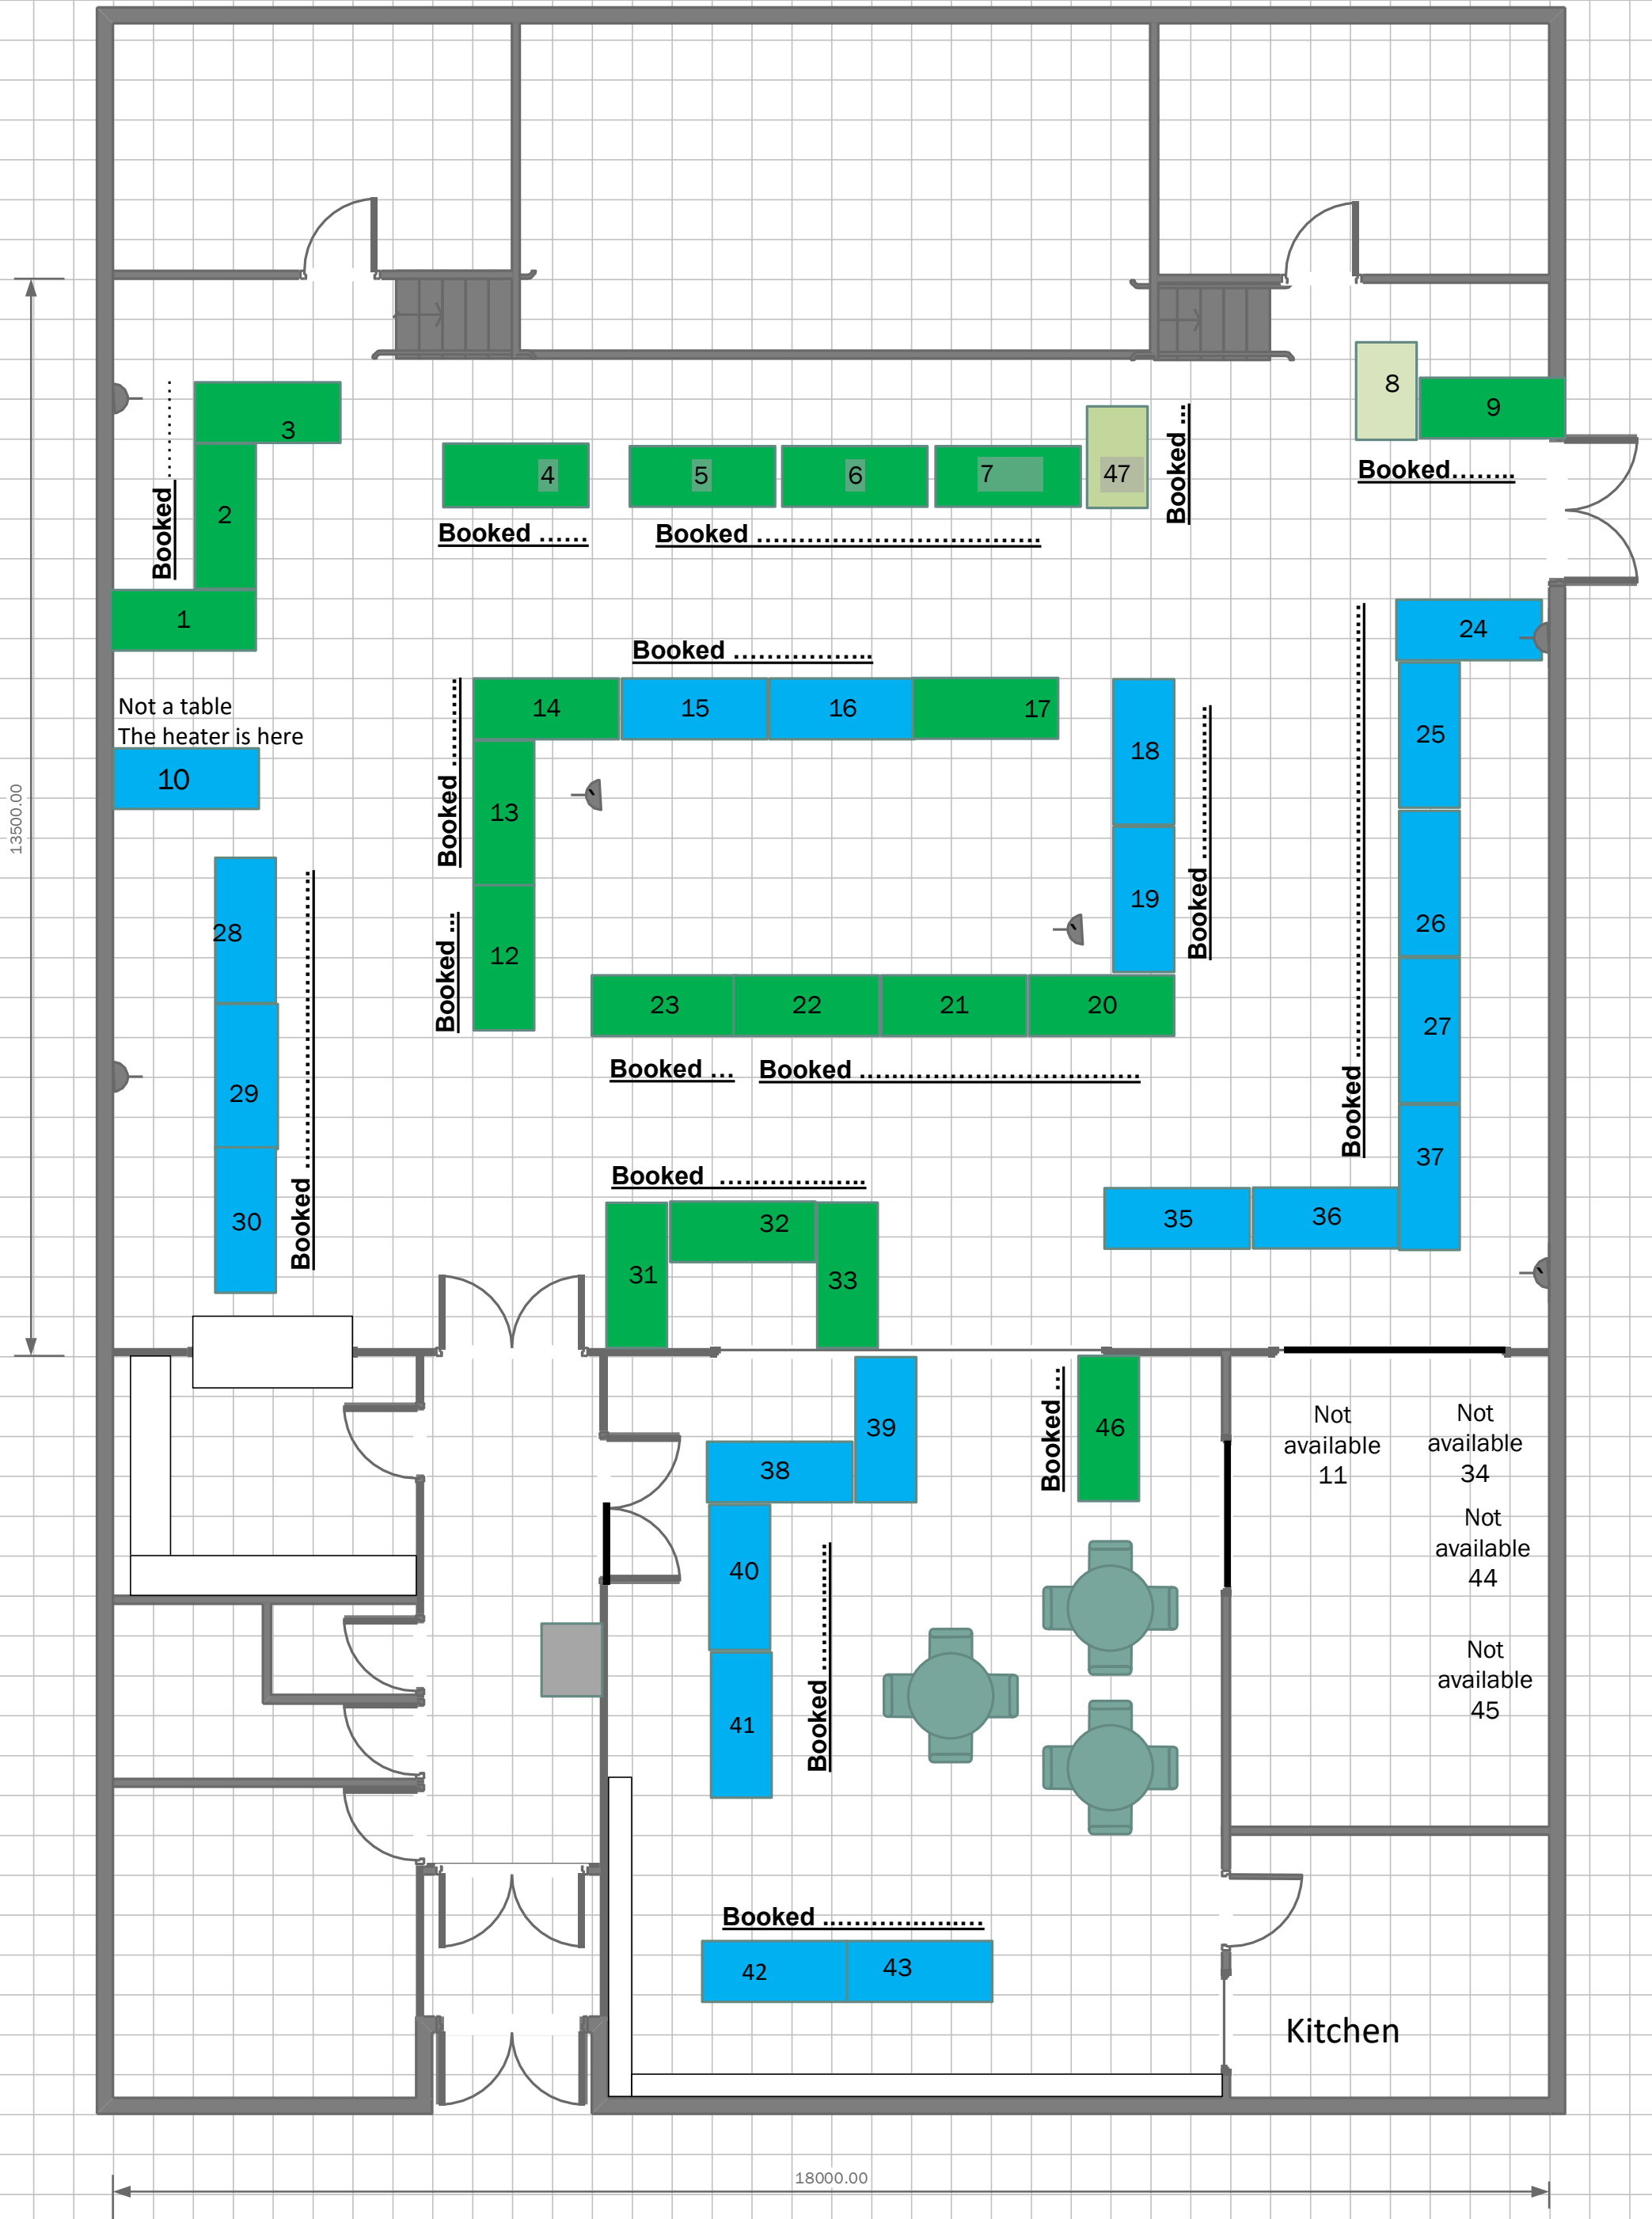 8
3
9
4
5
6
7
47
Booked ...
Booked........
2
Booked ............
Booked ......
Booked ................................
1
24
Booked .................
Not a table
The heater is here
14
15
16
17
18
25
10
Booked ............
13
19
26
28
12
Booked ...
Booked ..................
23
22
21
20
27
29
Booked ...
Booked ................................
Booked ..............................................................
Booked .................
37
30
Booked ..................................
32
35
36
31
33
13500.00
39
46
Booked ...
38
Not
available
11
Not
available
34
40
Not
available
44
41
Booked ...............
Not
available
45
Booked ...................
42
43
Kitchen
18000.00